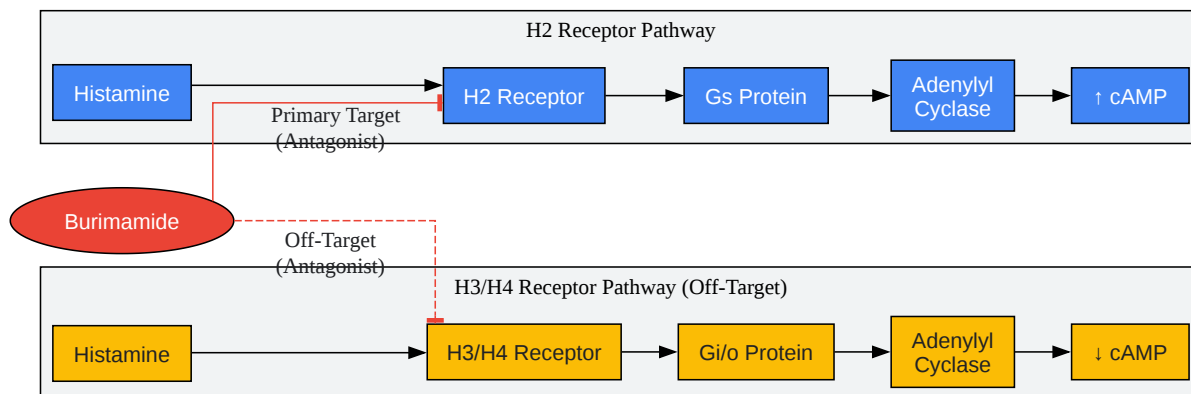 H2 Receptor Pathway
Histamine
H2 Receptor
Gs Protein
Adenylyl
Cyclase
↑ cAMP
Primary Target
(Antagonist)
Burimamide
Off-Target
(Antagonist)
H3/H4 Receptor Pathway (Off-Target)
Histamine
H3/H4 Receptor
Gi/o Protein
Adenylyl
Cyclase
↓ cAMP